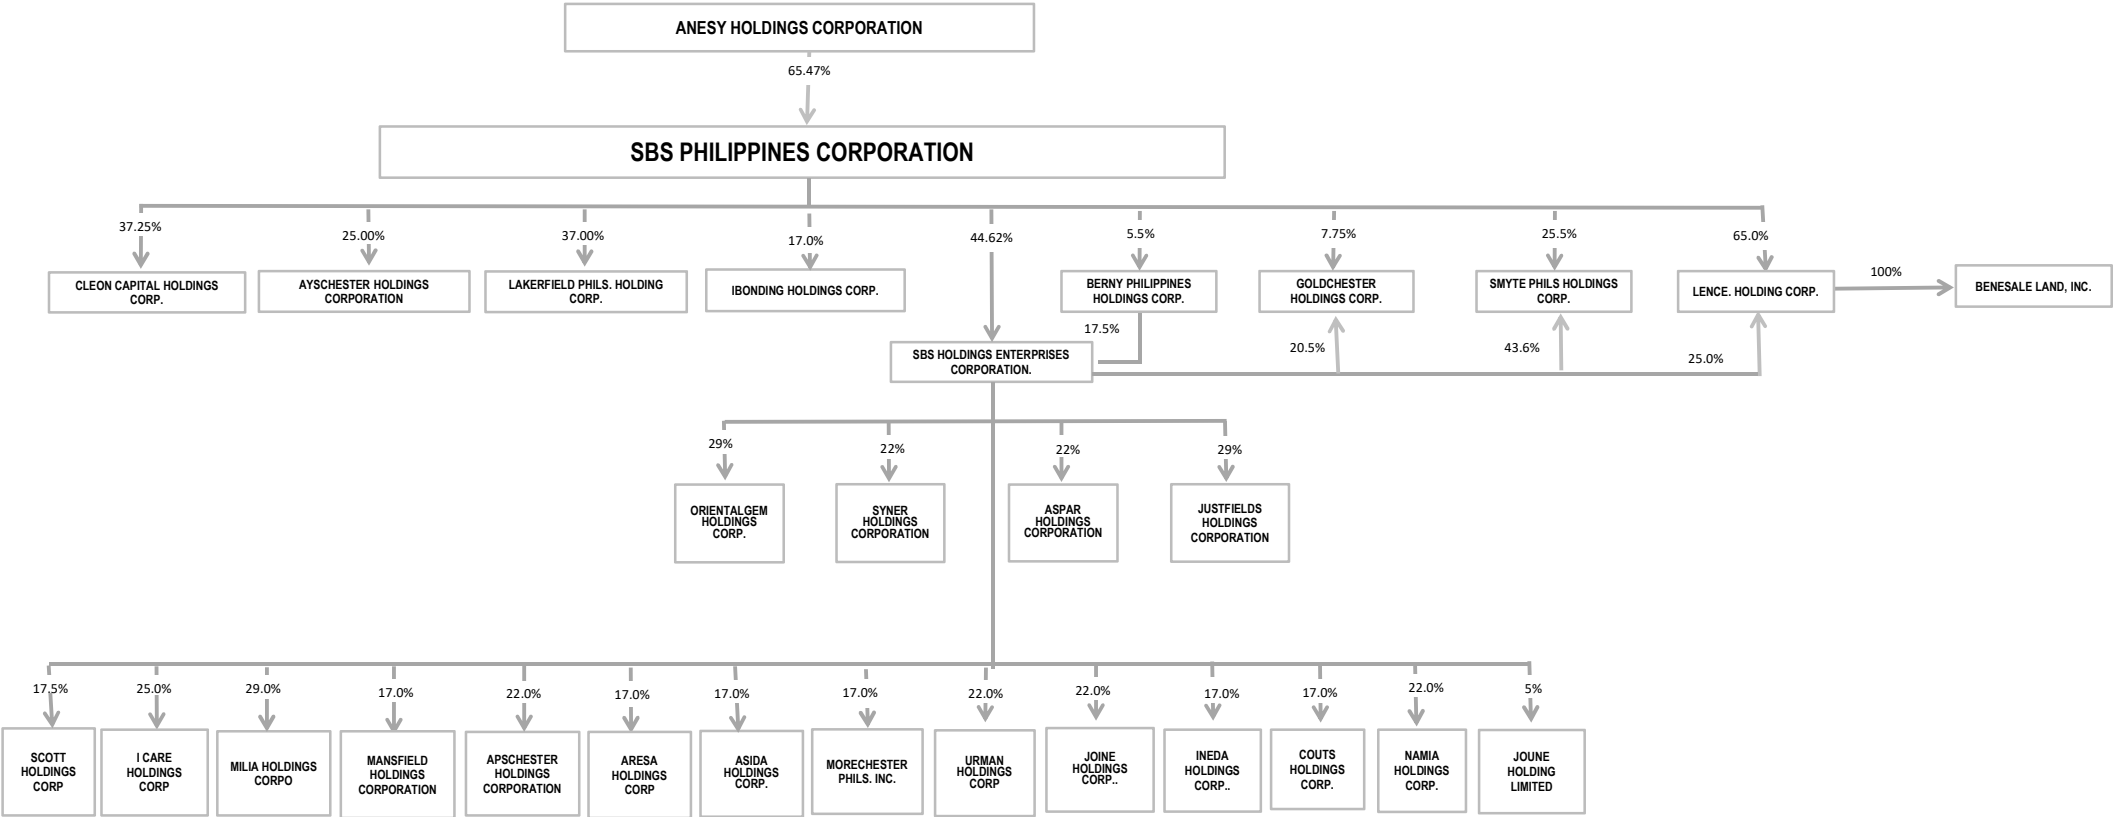 ANESY HOLDINGS CORPORATION
65.47%
SBS PHILIPPINES CORPORATION
37.25%
25.00%
37.00%
17.0%
44.62%
5.5%
7.75%
25.5%
65.0%
CLEON CAPITAL HOLDINGS
CORP.
AYSCHESTER HOLDINGS
CORPORATION
LAKERFIELD PHILS. HOLDING
CORP.
IBONDING HOLDINGS CORP.
BERNY PHILIPPINES
HOLDINGS CORP.
GOLDCHESTER
HOLDINGS CORP.
SMYTE PHILS HOLDINGS
CORP.
LENCE. HOLDING CORP.
100%
BENESALE LAND, INC.
17.5%
20.5%
43.6%
25.0%
SBS HOLDINGS ENTERPRISES
CORPORATION.
29%
22%
22%
29%
ORIENTALGEM
HOLDINGS
CORP.
SYNER
HOLDINGS
CORPORATION
ASPAR
HOLDINGS
CORPORATION
JUSTFIELDS
HOLDINGS
CORPORATION
17.5%
25.0%
29.0%
17.0%
22.0%
17.0%
17.0%
17.0%
22.0%
22.0%
17.0%
17.0%
22.0%
5%
SCOTT
HOLDINGS
CORP
I CARE
HOLDINGS
CORP
MILIA HOLDINGS
CORPO
MANSFIELD
HOLDINGS
CORPORATION
APSCHESTER
HOLDINGS
CORPORATION
ARESA
HOLDINGS
CORP
ASIDA
HOLDINGS
CORP.
MORECHESTER
PHILS. INC.
URMAN
HOLDINGS
CORP
JOINE
HOLDINGS
CORP..
INEDA
HOLDINGS
CORP..
COUTS
HOLDINGS
CORP.
NAMIA
HOLDINGS
CORP.
JOUNE
HOLDING
LIMITED